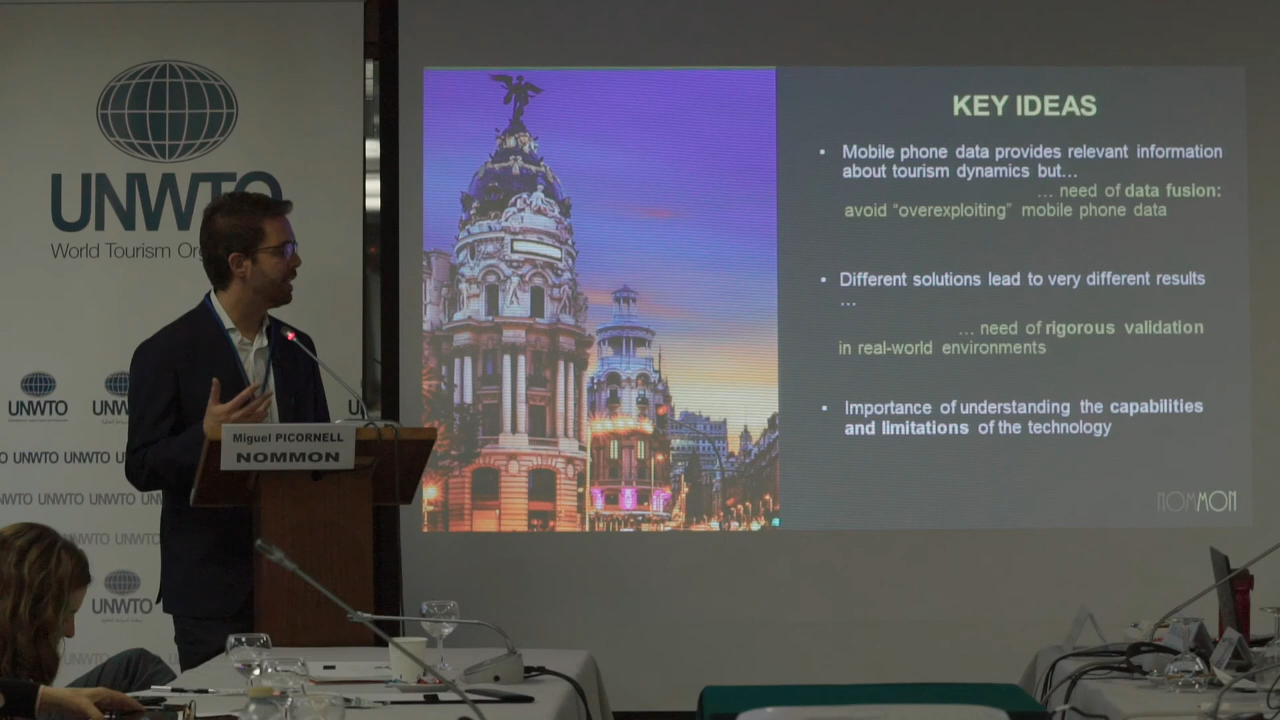 UNWTO
World Tourism Or
UNWTO
UNWTO UNWTO
UNWTO UNWTO
UNWTO UNWTO
UNWTO
Miguel PICORNELL
NOMMON
KEY IDEAS
• Mobile phone data provides relevant information
about tourism dynamics but...
... need of data fusion:
avoid "overexploiting" mobile phone data
• Different solutions lead to very different results
...
... need of rigorous validation
in real-world environments
• Importance of understanding the capabilities
and limitations of the technology
NOMMON